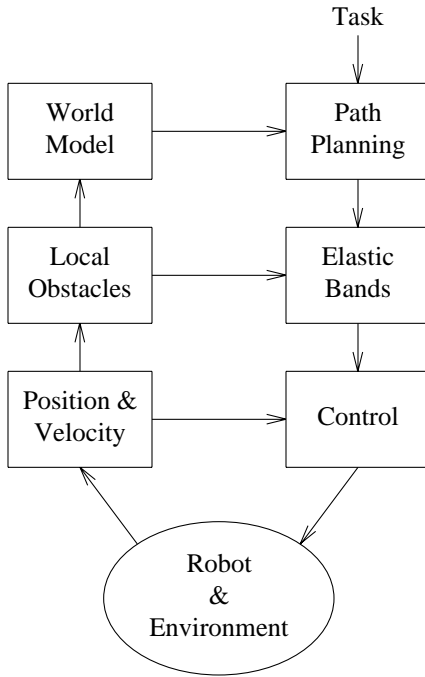 Task
World
Model
Path
Planning
Local
Obstacles
Elastic
Bands
Position &
Velocity
Control
Robot
&
Environment